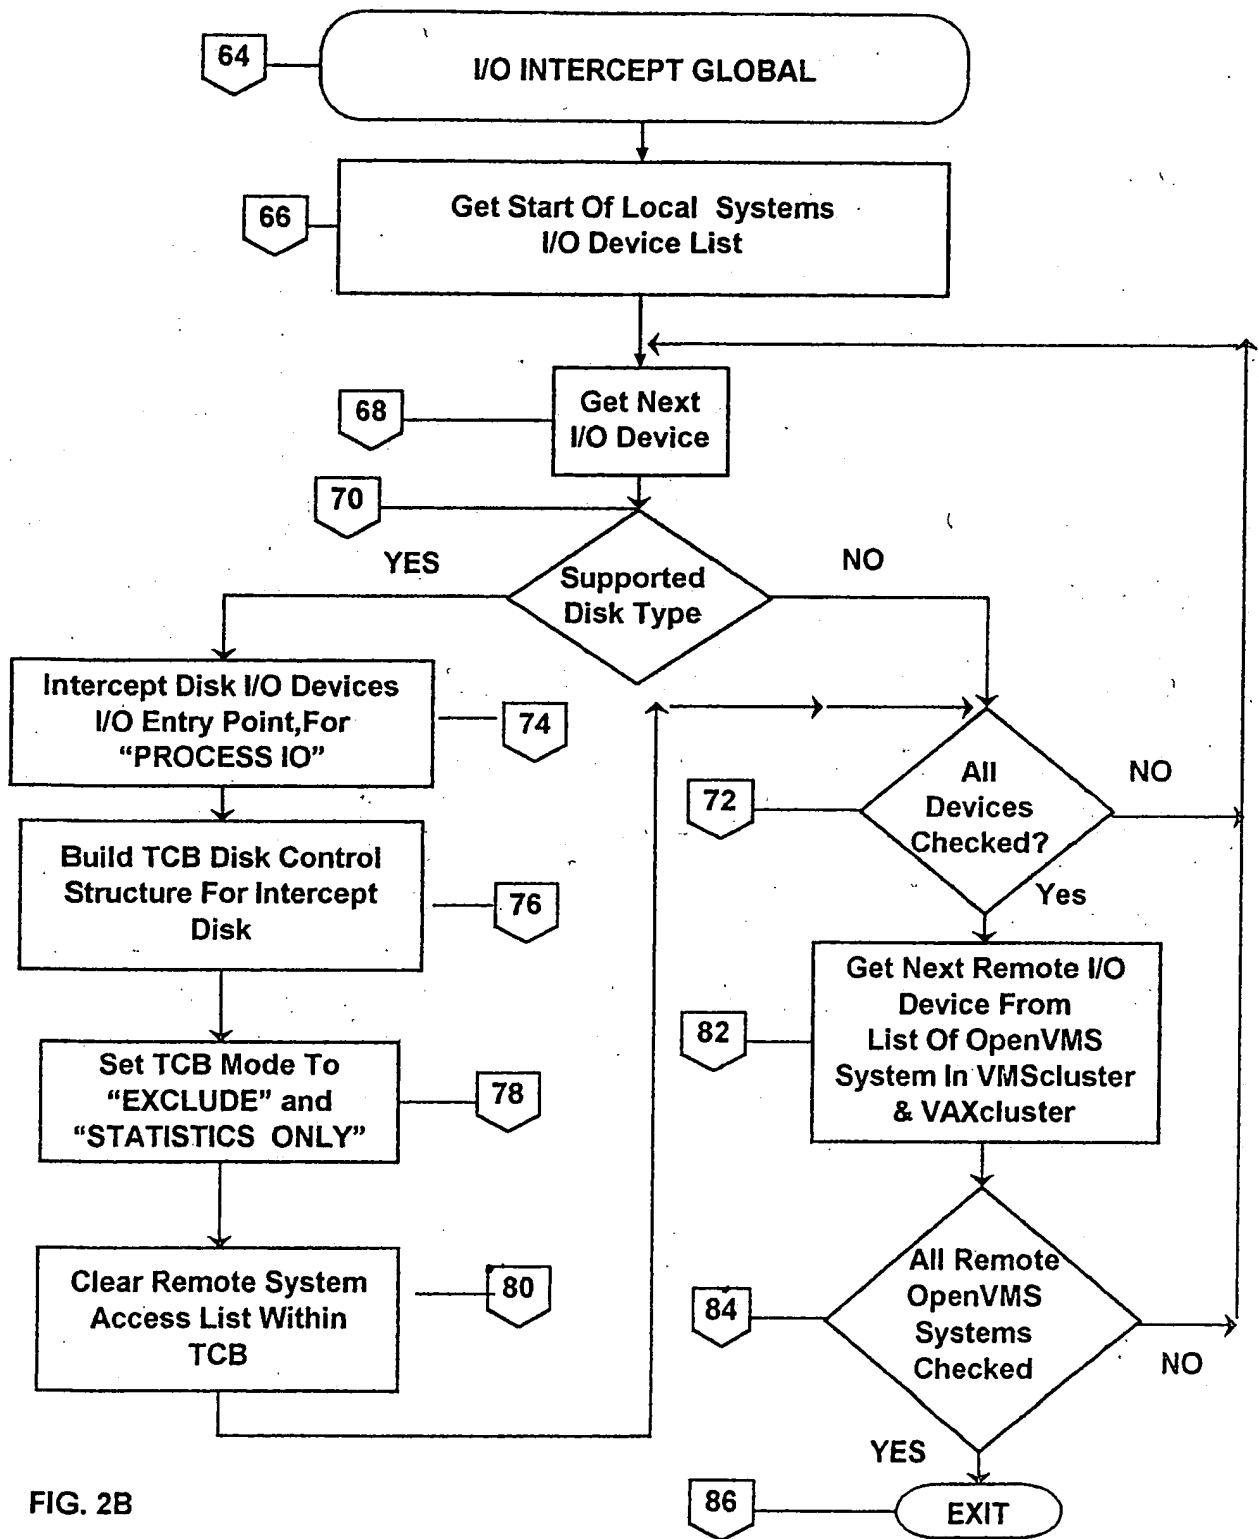 64
I/O INTERCEPT GLOBAL
66
Get Start Of Local Systems
I/O Device List
68
Get Next
I/O Device
70
YES
NO
Supported
Disk Type
Intercept Disk I/O Devices
I/O Entry Point,For
“PROCESS IO”
74
72
All
Devices
Checked?
NO
Yes
Build TCB Disk Control
Structure For Intercept
Disk
76
82
Get Next Remote I/O
Device From
List Of OpenVMS
System In VMScluster
& VAXcluster
Set TCB Mode To
“EXCLUDE” and
“STATISTICS ONLY”
78
Clear Remote System
Access List Within
TCB
80
84
All Remote
OpenVMS
Systems
Checked
NO
YES
FIG. 2B
86
EXIT